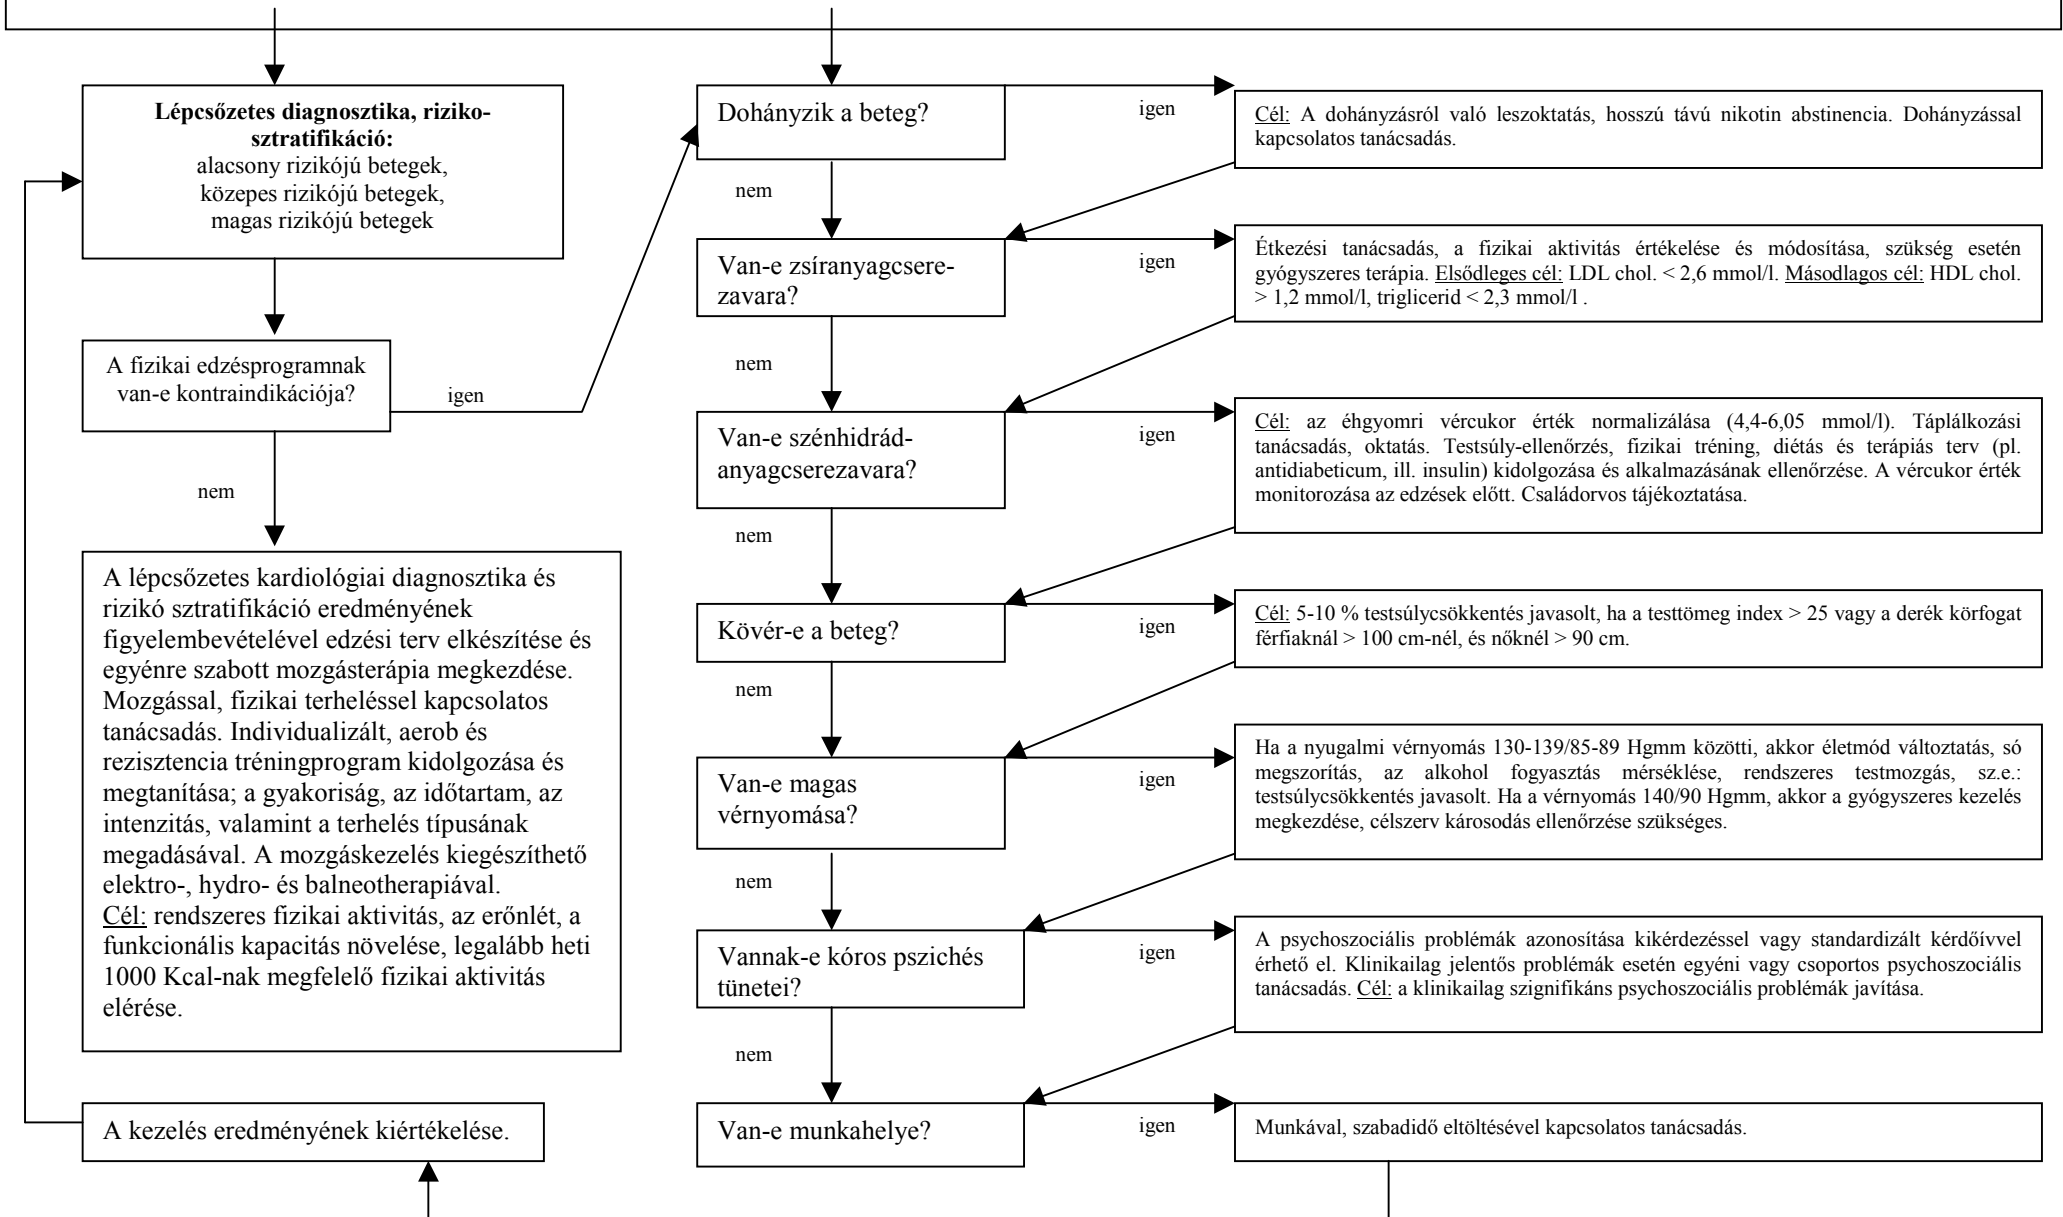 Lépcsőzetes diagnosztika, riziko-
sztratifikáció:
alacsony rizikójú betegek,
közepes rizikójú betegek,
magas rizikójú betegek
A fizikai edzésprogramnak
van-e kontraindikációja?
igen
nem
A lépcsőzetes kardiológiai diagnosztika és
rizikó sztratifikáció eredményének
figyelembevételével edzési terv elkészítése és
egyénre szabott mozgásterápia megkezdése.
Mozgással, fizikai terheléssel kapcsolatos
tanácsadás. Individualizált, aerob és
rezisztencia tréningprogram kidolgozása és
megtanítása; a gyakoriság, az időtartam, az
intenzitás, valamint a terhelés típusának
megadásával. A mozgáskezelés kiegészíthető
elektro-, hydro- és balneotherapiával.
Cél: rendszeres fizikai aktivitás, az erőnlét, a
funkcionális kapacitás növelése, legalább heti
1000 Kcal-nak megfelelő fizikai aktivitás
elérése.
A kezelés eredményének kiértékelése.
Dohányzik a beteg?
igen
Cél: A dohányzásról való leszoktatás, hosszú távú nikotin abstinencia. Dohányzással
kapcsolatos tanácsadás.
nem
Van-e zsíranyagcsere-
zavara?
igen
Étkezési tanácsadás, a fizikai aktivitás értékelése és módosítása, szükség esetén
gyógyszeres terápia. Elsődleges cél: LDL chol. < 2,6 mmol/l. Másodlagos cél: HDL chol.
> 1,2 mmol/l, triglicerid < 2,3 mmol/l .
nem
Van-e szénhidrád-
anyagcserezavara?
igen
Cél: az éhgyomri vércukor érték normalizálása (4,4-6,05 mmol/l). Táplálkozási
tanácsadás, oktatás. Testsúly-ellenőrzés, fizikai tréning, diétás és terápiás terv (pl.
antidiabeticum, ill. insulin) kidolgozása és alkalmazásának ellenőrzése. A vércukor érték
monitorozása az edzések előtt. Családorvos tájékoztatása.
nem
Kövér-e a beteg?
igen
Cél: 5-10 % testsúlycsökkentés javasolt, ha a testtömeg index > 25 vagy a derék körfogat
férfiaknál > 100 cm-nél, és nőknél > 90 cm.
nem
Van-e magas
vérnyomása?
igen
Ha a nyugalmi vérnyomás 130-139/85-89 Hgmm közötti, akkor életmód változtatás, só
megszorítás, az alkohol fogyasztás mérséklése, rendszeres testmozgás, sz.e.:
testsúlycsökkentés javasolt. Ha a vérnyomás 140/90 Hgmm, akkor a gyógyszeres kezelés
megkezdése, célszerv károsodás ellenőrzése szükséges.
nem
Vannak-e kóros pszichés
tünetei?
igen
A psychoszociális problémák azonosítása kikérdezéssel vagy standardizált kérdőívvel
érhető el. Klinikailag jelentős problémák esetén egyéni vagy csoportos psychoszociális
tanácsadás. Cél: a klinikailag szignifikáns psychoszociális problémák javítása.
nem
Van-e munkahelye?
igen
Munkával, szabadidő eltöltésével kapcsolatos tanácsadás.